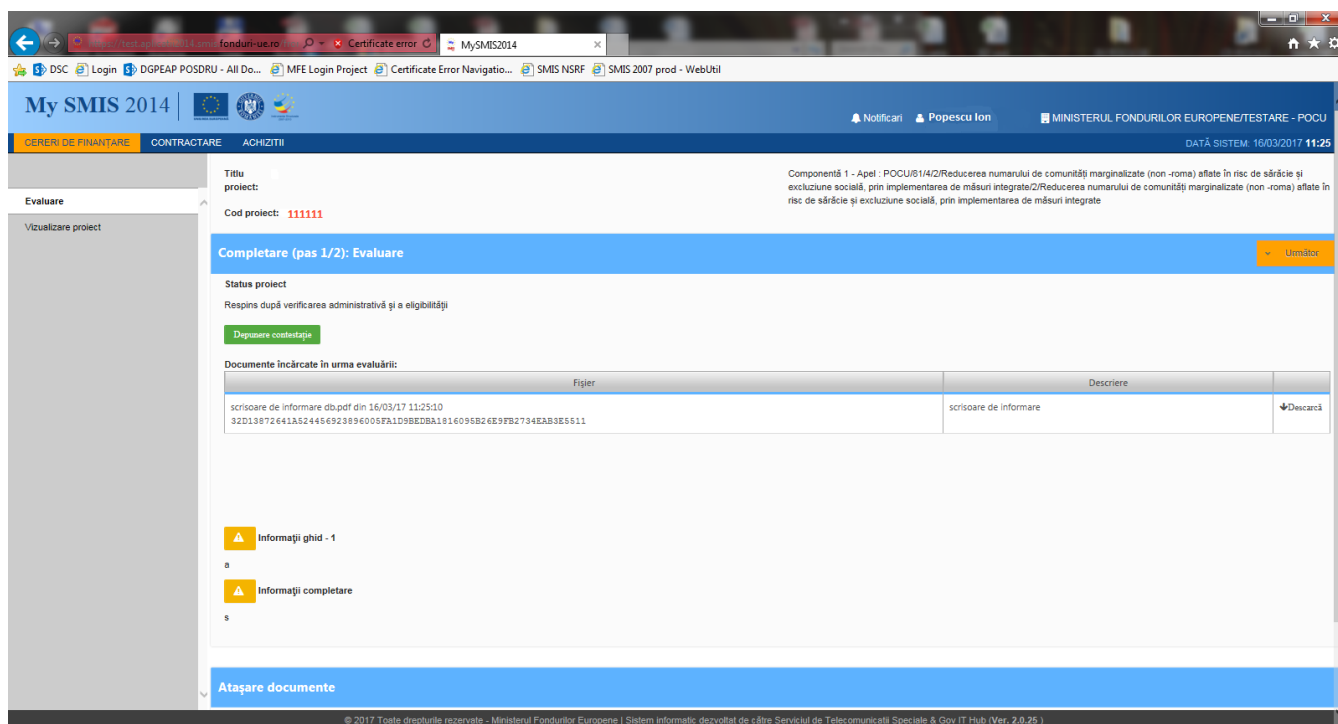 fonduri-ue.ro
Certificate error
MySMIS2014
DSC
Login
DGPEAP POSDRU - All Do...
MFE Login Project
Certificate Error Navigatio...
SMIS NSRF
SMIS 2007 prod - WebUtil
My SMIS 2014
Notificari
Popescu Ion
MINISTERUL FONDURILOR EUROPENE/TESTARE - POCU
CERERI DE FINANȚARE
CONTRACTARE
ACHIZITII
DATĂ SISTEM: 16/03/2017 11:25
Evaluare
Vizualizare proiect
Titlu
proiect:
Cod proiect: 111111
Componentă 1 - Apel : POCU/81/4/2/Reducerea numarului de comunități marginalizate (non -roma) aflate în risc de sărăcie și
excluziune socială, prin implementarea de măsuri integrate/2/Reducerea numarului de comunități marginalizate (non -roma) aflate în
risc de sărăcie și excluziune socială, prin implementarea de măsuri integrate
Completare (pas 1/2): Evaluare
Următor
Status proiect
Respins după verificarea administrativă și a eligibilității
Depunere contestație
Documente încărcate în urma evaluării:
Fișier
Descriere
scrisoare de informare db.pdf din 16/03/17 11:25:10
32D13872641A524456923896005FA1D9BEDBA1816095B26E9FB2734EAB3E5511
scrisoare de informare
Descarcă
Informații ghid - 1
a
Informații completare
s
Atașare documente
© 2017 Toate drepturile rezervate - Ministerul Fondurilor Europene | Sistem informatic dezvoltat de către Serviciul de Telecomunicatii Speciale & Gov IT Hub (Ver. 2.0.25 )